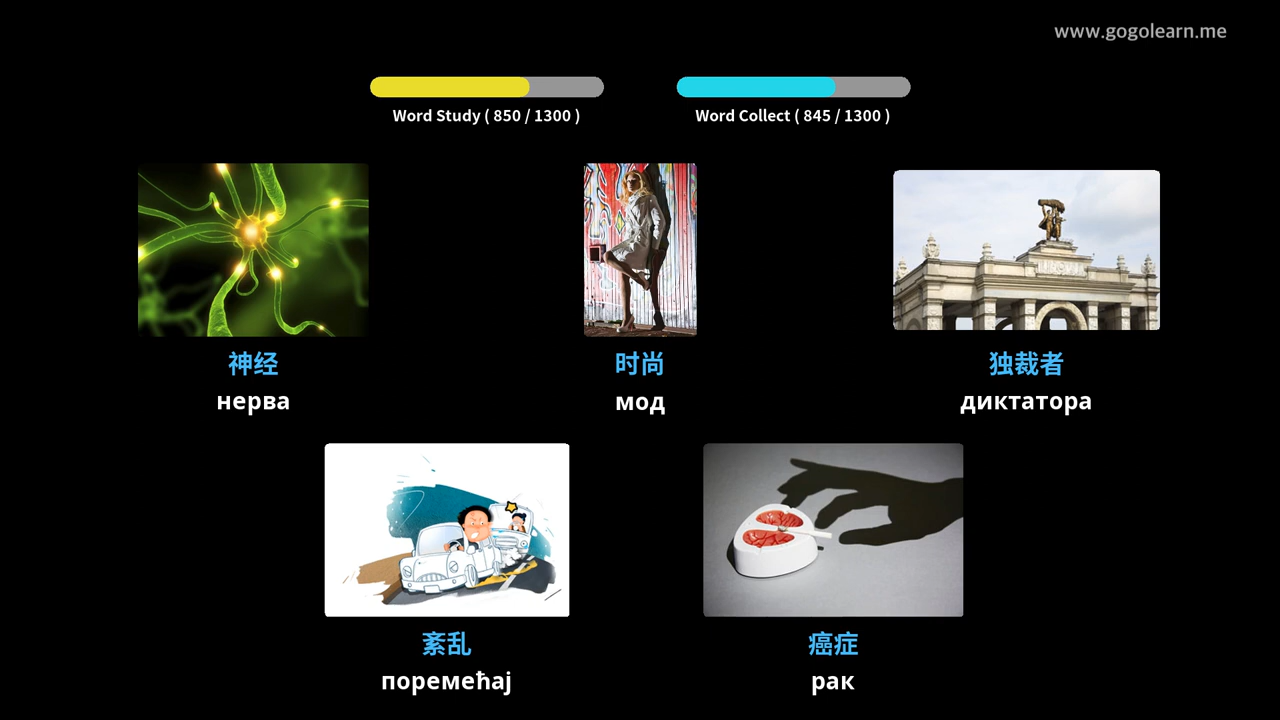 www.gogolearn.me
Word Study ( 850 / 1300 )
Word Collect ( 845 / 1300 )
神经
нерва
时尚
мод
独裁者
диктатора
紊乱
поремећај
癌症
рак